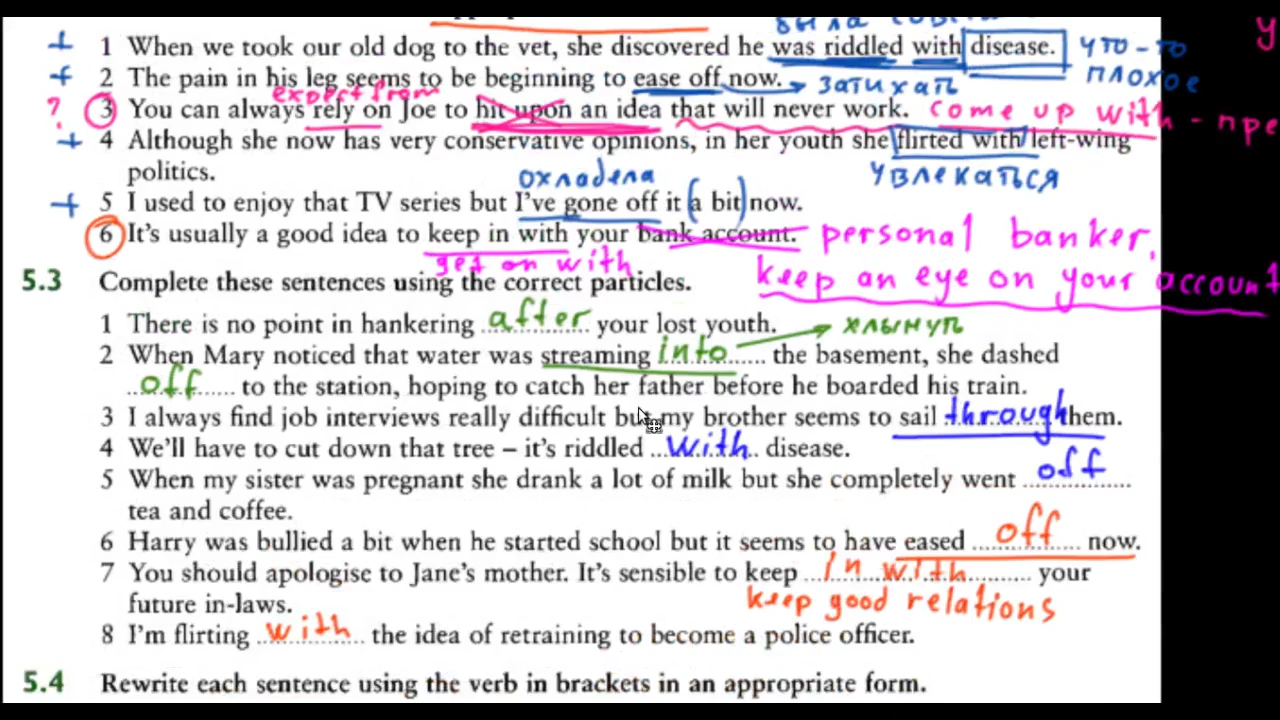 + 1 When we took our old dog to the vet, she discovered he was riddled with disease. что-то
плохое
+ 2 The pain in his leg seems to be beginning to ease off now. затихать
expect from
? 3 You can always rely on Joe to hit upon an idea that will never work. come up with - пре
+ 4 Although she now has very conservative opinions, in her youth she flirted with left-wing
politics. увлекаться
охладела
+ 5 I used to enjoy that TV series but I've gone off it (a bit) now.
6 It's usually a good idea to keep in with your bank account. personal banker.
get on with keep an eye on your account
5.3 Complete these sentences using the correct particles.
1 There is no point in hankering after your lost youth. хлынуть
2 When Mary noticed that water was streaming into the basement, she dashed
off to the station, hoping to catch her father before he boarded his train.
3 I always find job interviews really difficult but my brother seems to sail through them.
4 We'll have to cut down that tree – it's riddled with disease.
5 When my sister was pregnant she drank a lot of milk but she completely went off
tea and coffee.
6 Harry was bullied a bit when he started school but it seems to have eased off now.
7 You should apologise to Jane's mother. It's sensible to keep in with your
future in-laws. keep good relations
8 I'm flirting with the idea of retraining to become a police officer.
5.4 Rewrite each sentence using the verb in brackets in an appropriate form.